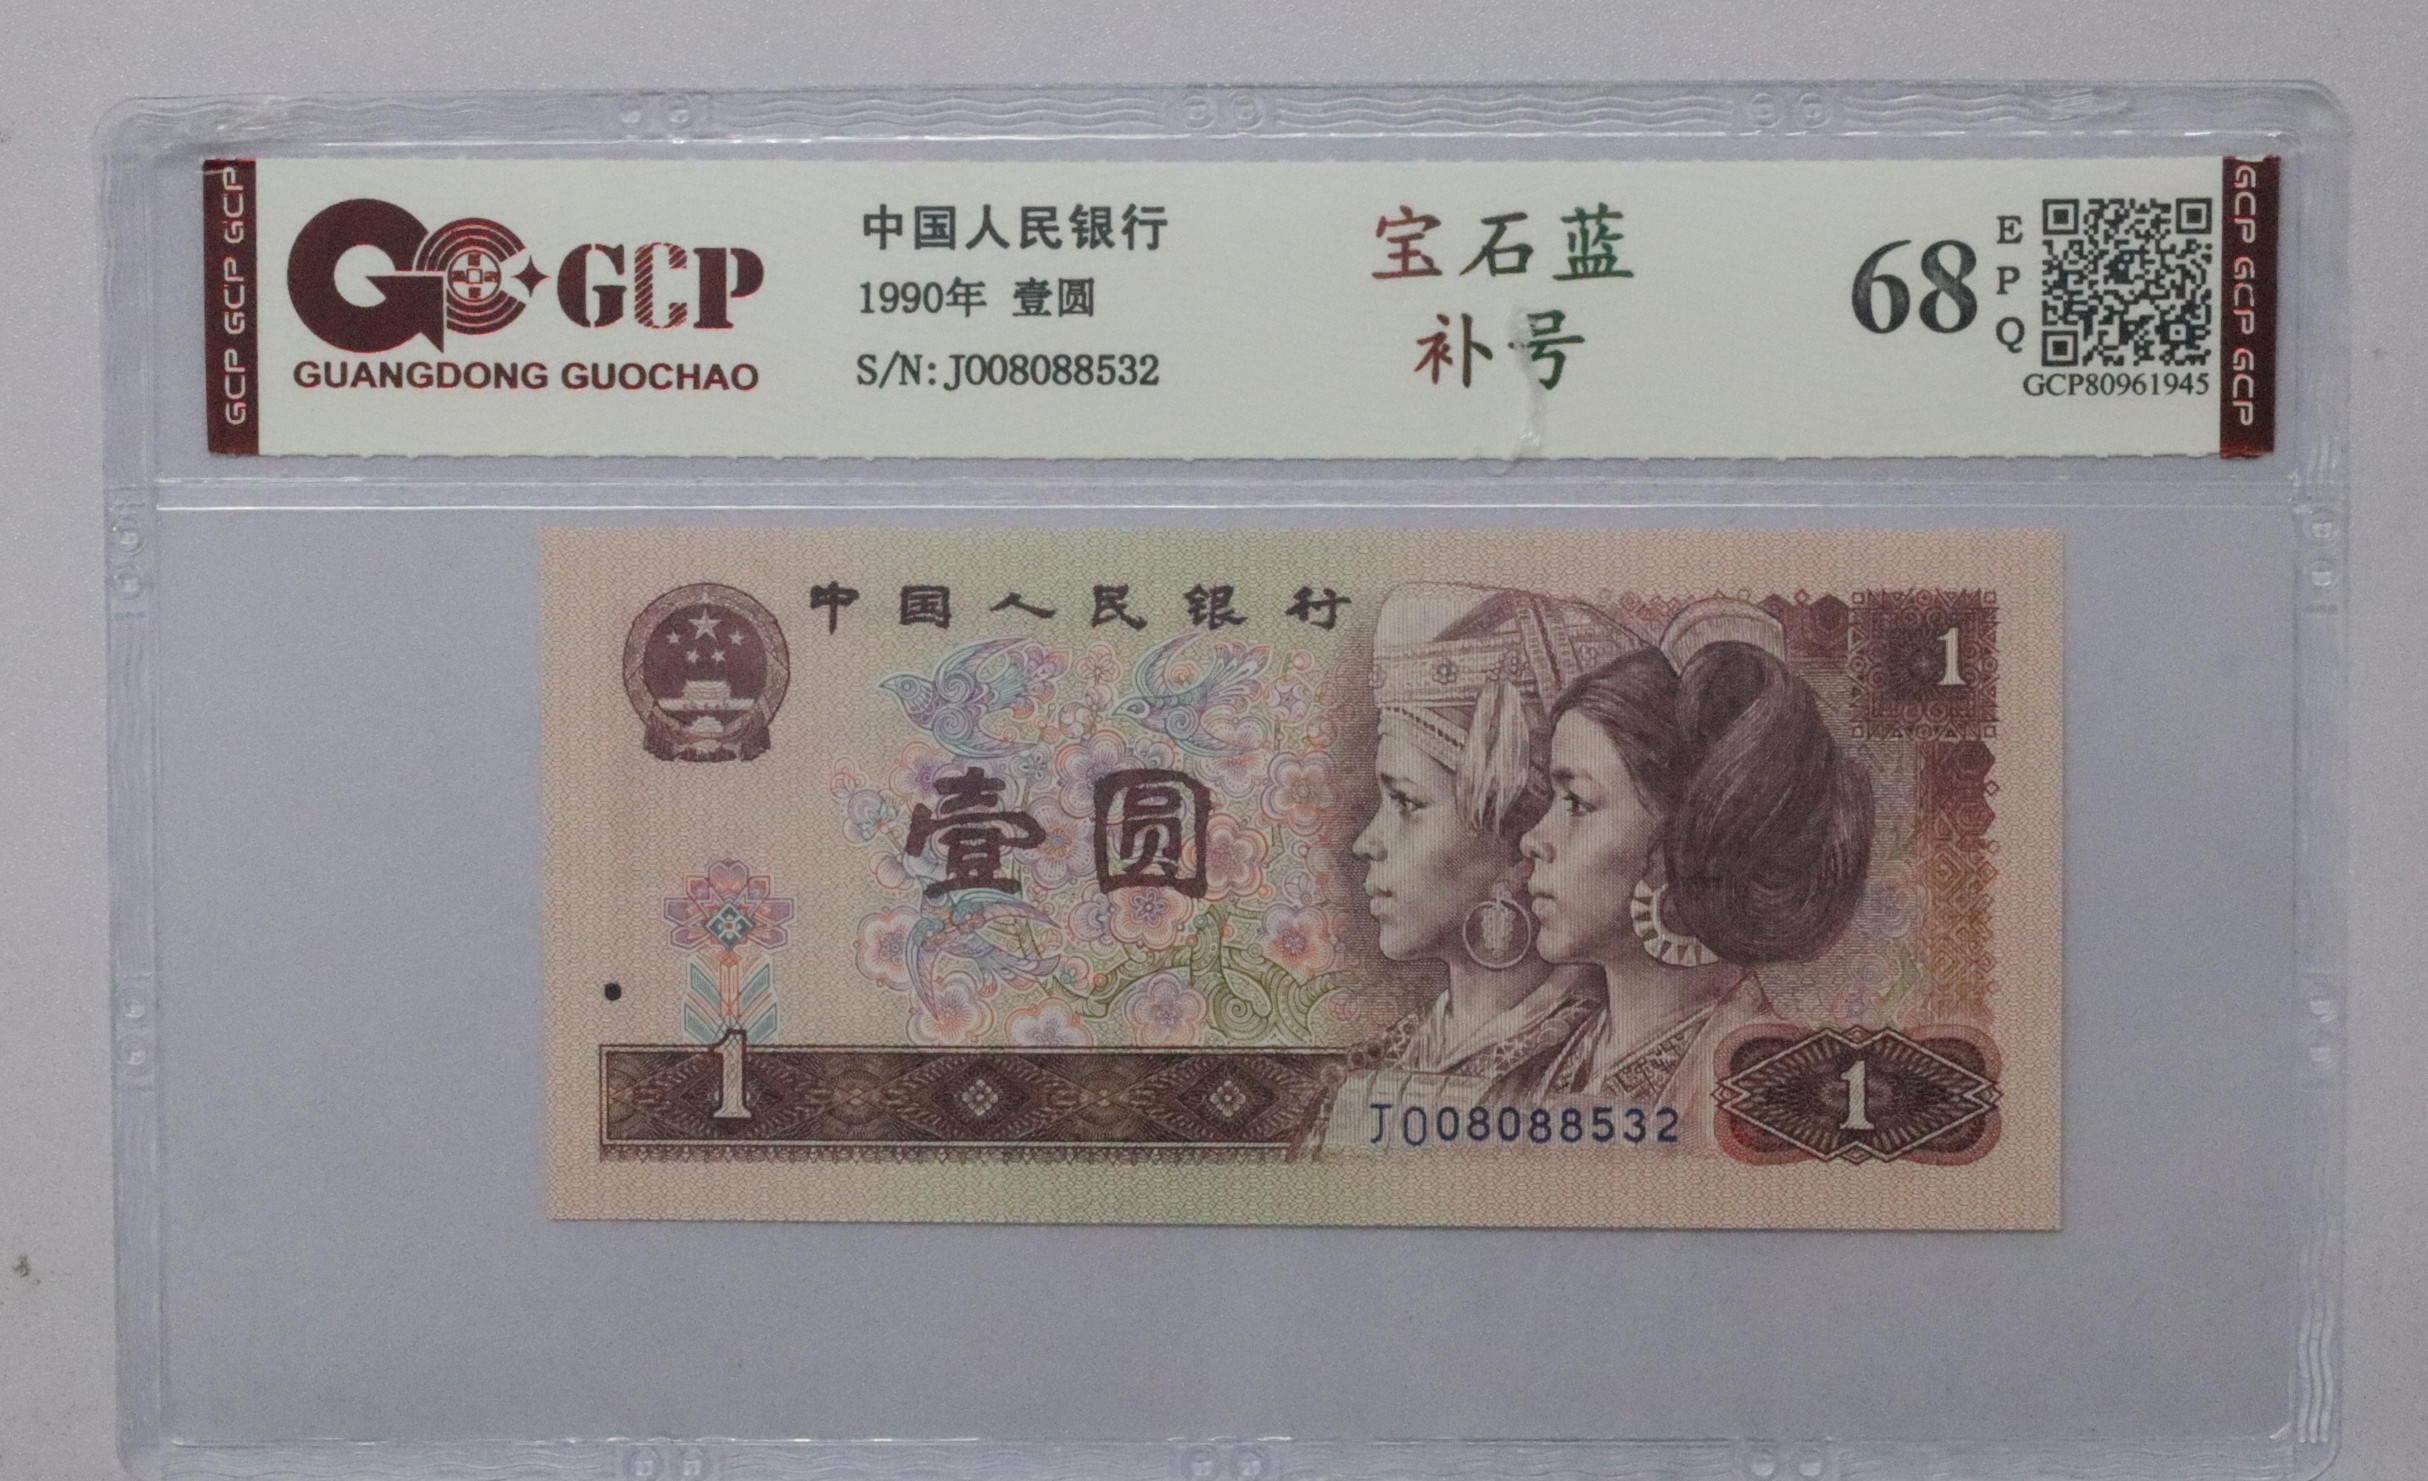 GCP GCP GCP
GCP
GUANGDONG GUOCHAO
中国人民银行
1990年 壹圆
S/N:J008088532
宝石蓝
补号
68
EPQ
GCP80961945
GCP GCP GCP
中国人民银行
1
壹圆
1
1
J008088532